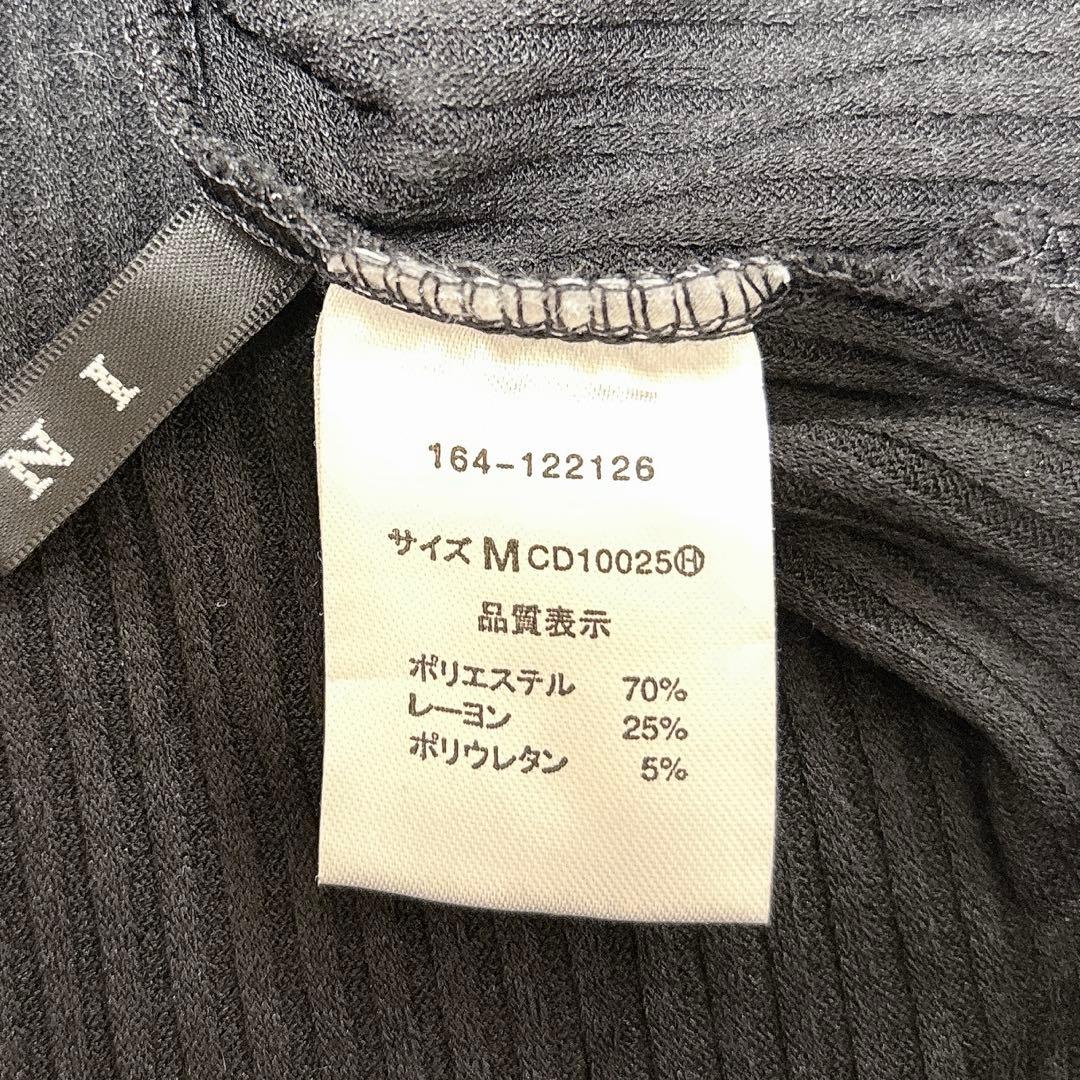 NI
164-122126
サイズ M CD10025Ⓗ
品質表示
ポリエステル 70%
レーヨン 25%
ポリウレタン 5%